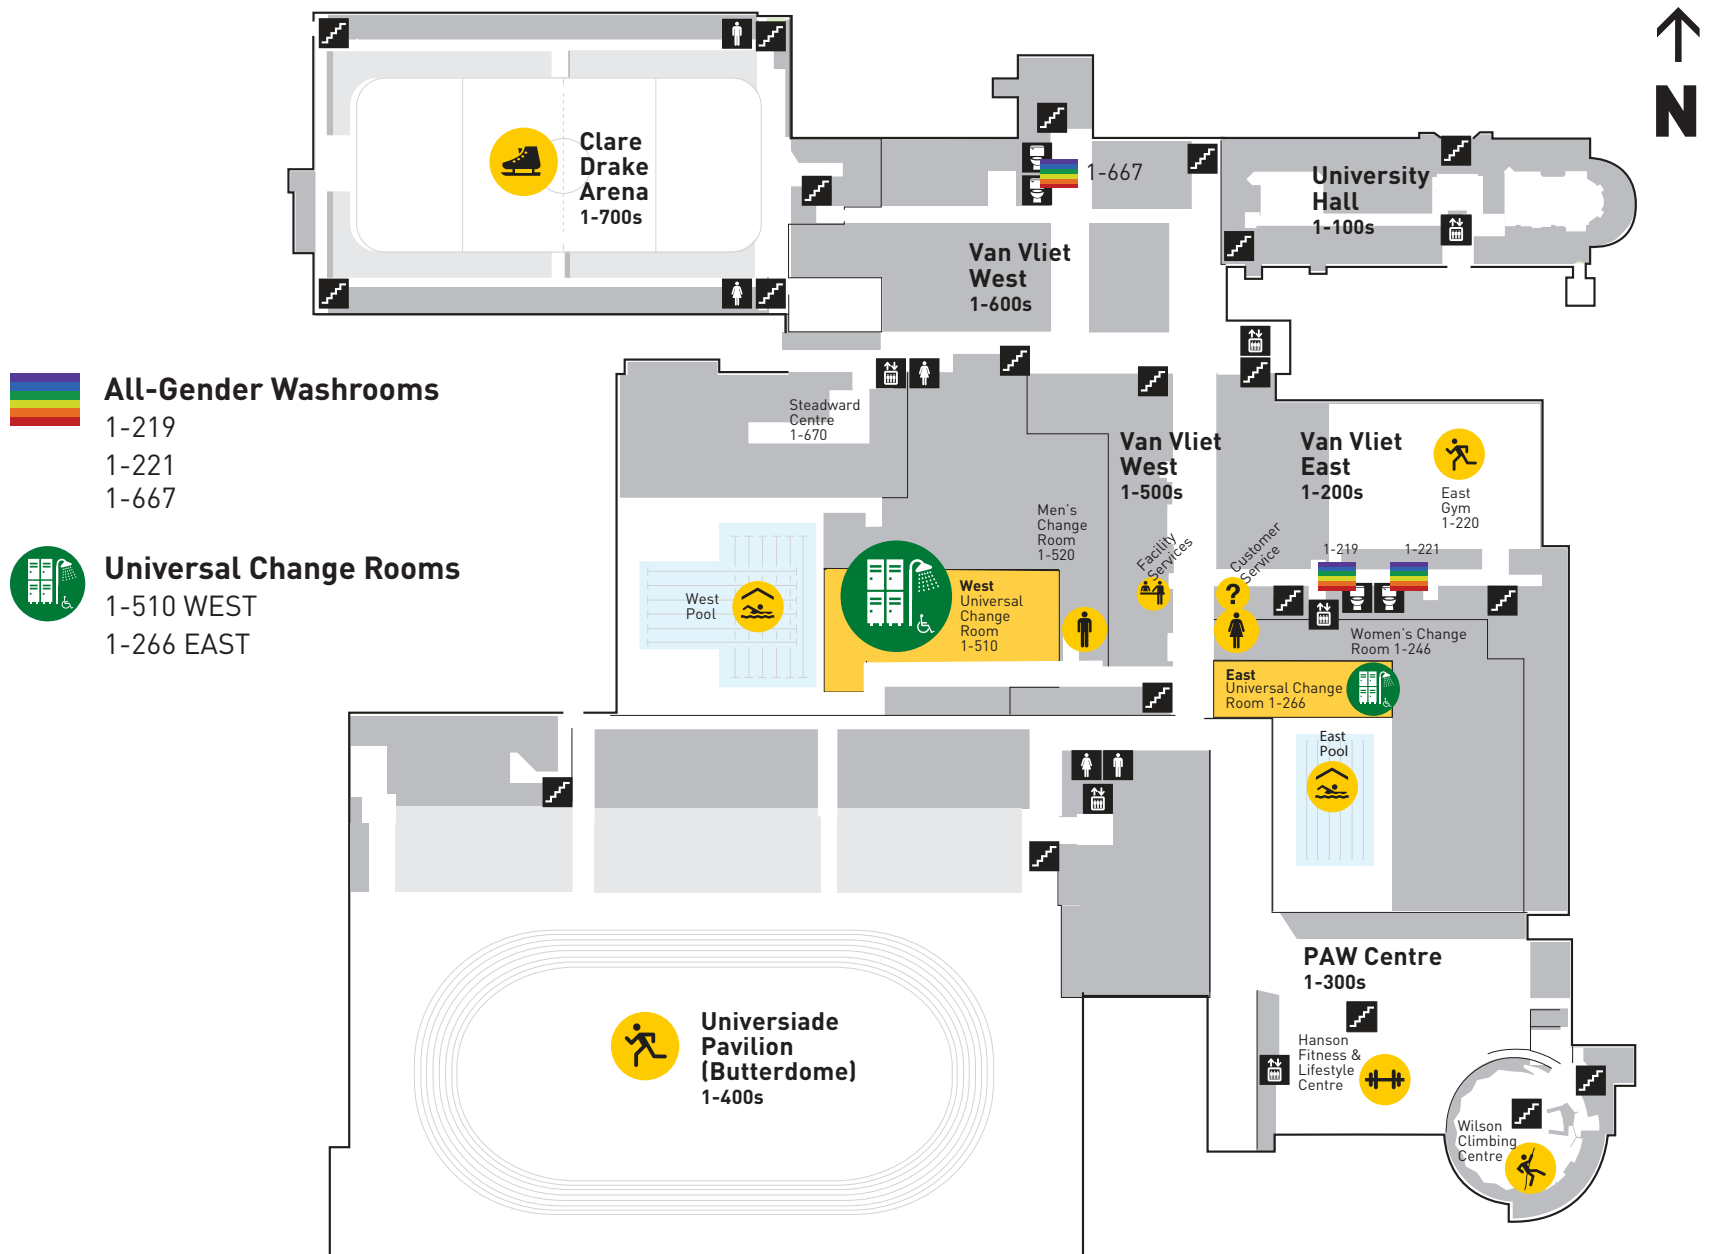 N
Clare
Drake
Arena
1-700s
1-667
University
Hall
1-100s
Van Vliet
West
1-600s
All-Gender Washrooms
1-219
1-221
1-667
Universal Change Rooms
1-510 WEST
1-266 EAST
Steadward
Centre
1-670
Van Vliet
West
1-500s
Van Vliet
East
1-200s
East
Gym
1-220
Men's
Change
Room
1-520
Facility
Services
Customer
Service
?
1-219
1-221
West
Pool
West
Universal
Change
Room
1-510
Women's Change
Room 1-246
East
Universal Change
Room 1-266
East
Pool
PAW Centre
1-300s
Hanson
Fitness &
Lifestyle
Centre
Wilson
Climbing
Centre
Universiade
Pavilion
(Butterdome)
1-400s